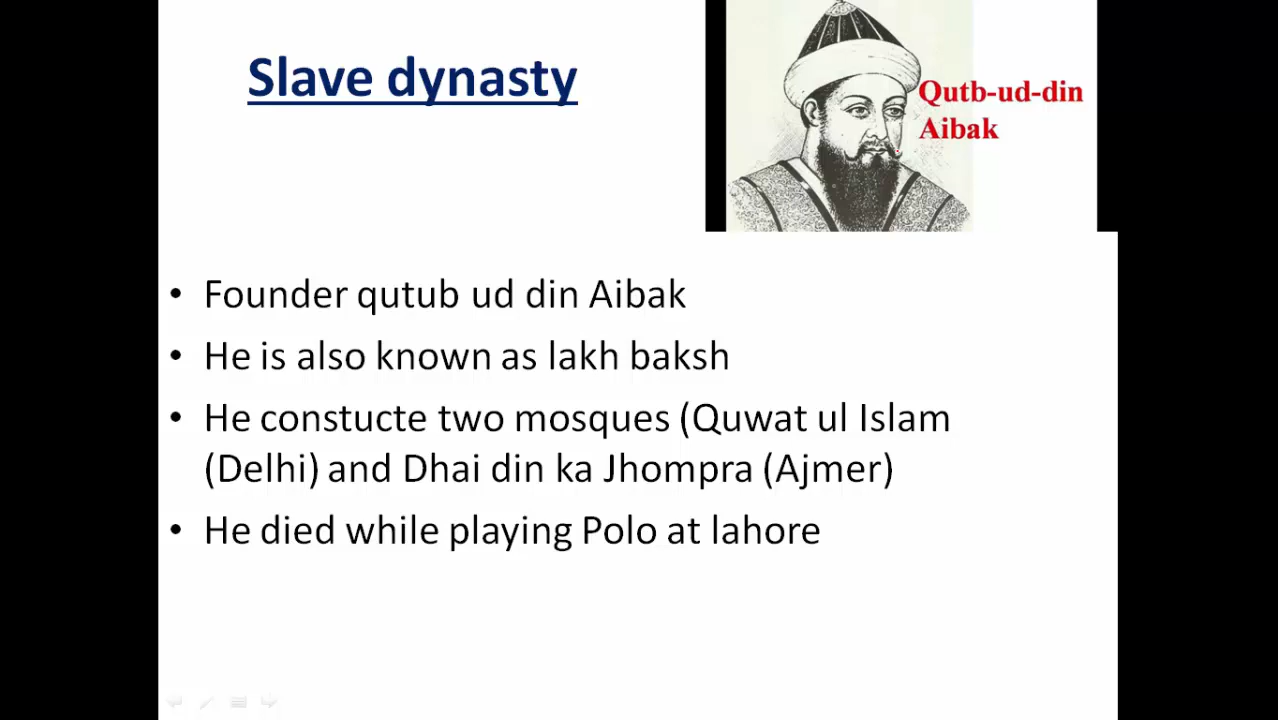 Slave dynasty
Qutb-ud-din
Aibak
• Founder qutub ud din Aibak
• He is also known as lakh baksh
• He constucte two mosques (Quwat ul Islam
(Delhi) and Dhai din ka Jhompra (Ajmer)
• He died while playing Polo at lahore